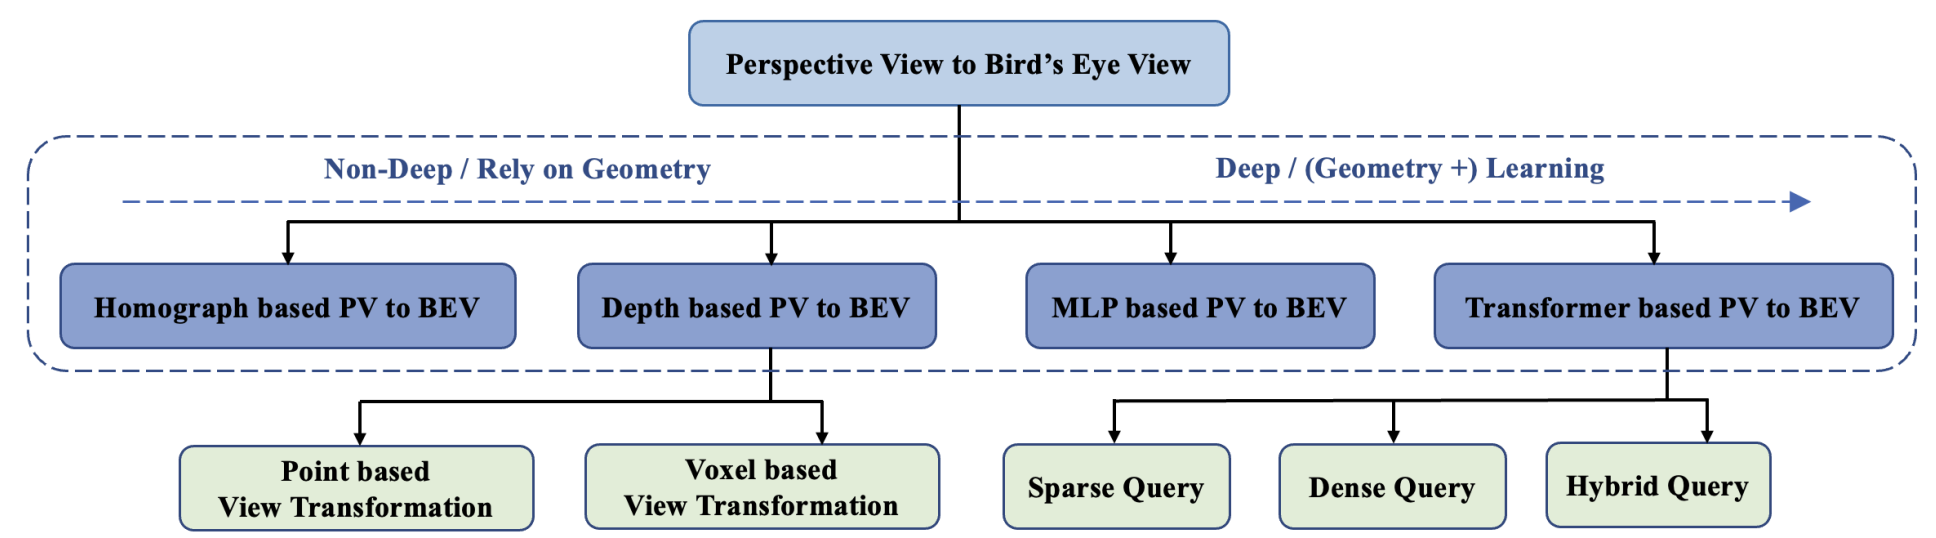 Perspective View to Bird’s Eye View
Non-Deep / Rely on Geometry
Deep / (Geometry +) Learning
Homograph based PV to BEV
Depth based PV to BEV
MLP based PV to BEV
Transformer based PV to BEV
Point based
View Transformation
Voxel based
View Transformation
Sparse Query
Dense Query
Hybrid Query